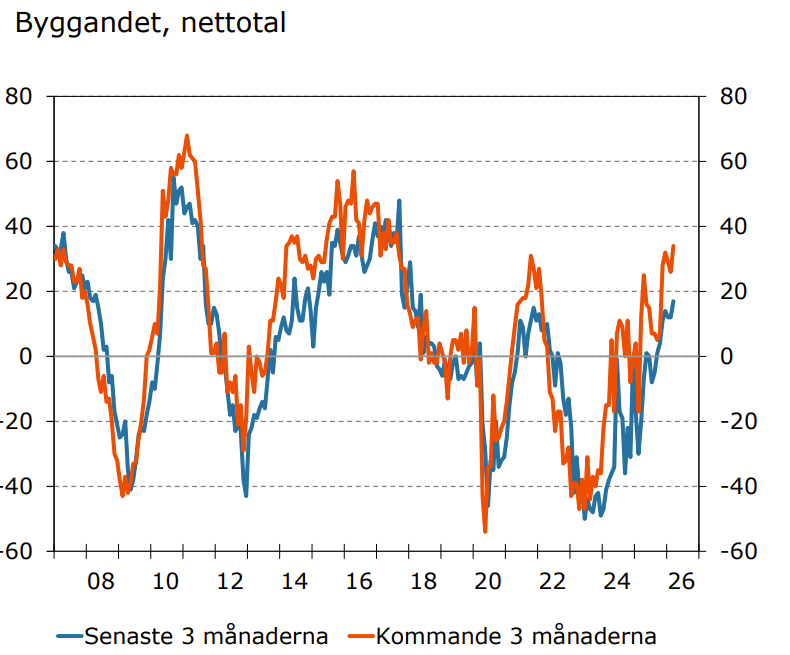 Byggandet, nettotal
80 80
60 60
40 40
20 20
0 0
-20 -20
-40 -40
-60 -60
08 10 12 14 16 18 20 22 24 26
Senaste 3 månaderna Kommande 3 månaderna